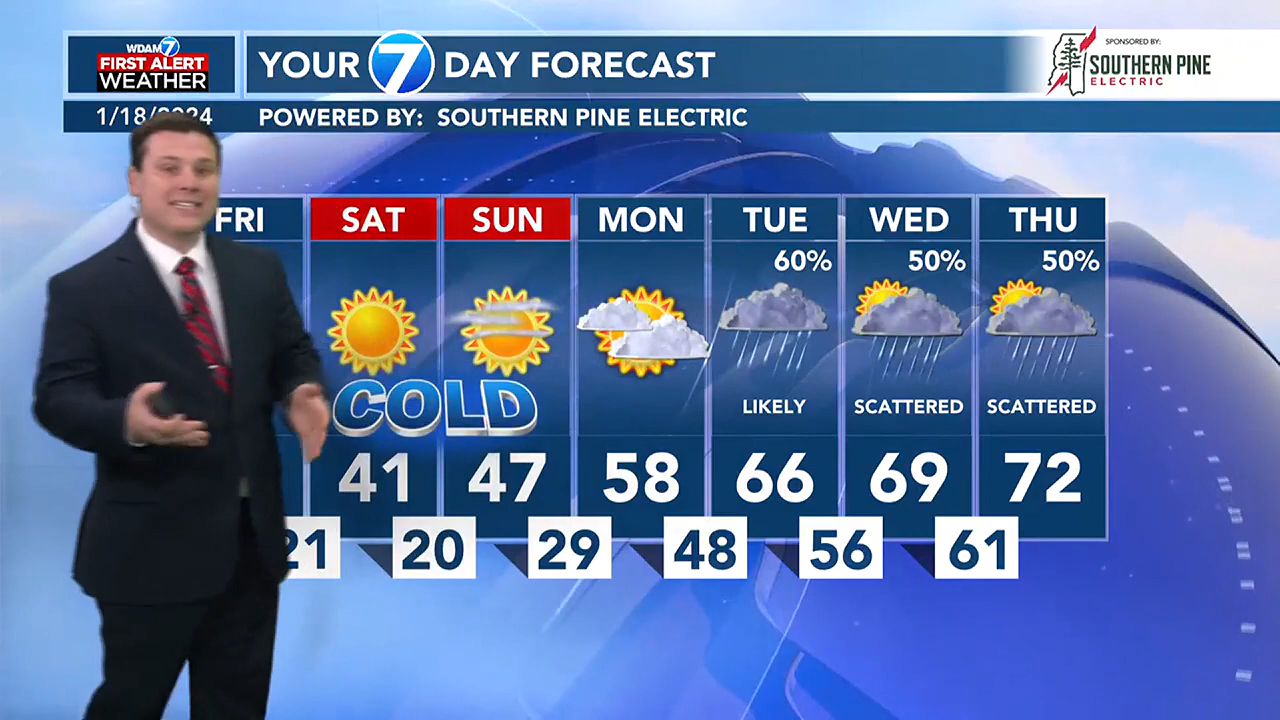 WDAM 7
FIRST ALERT
WEATHER
YOUR 7 DAY FORECAST
SPONSORED BY:
SOUTHERN PINE
ELECTRIC
POWERED BY: SOUTHERN PINE ELECTRIC
FRI SAT SUN MON TUE WED THU
60% 50% 50%
COLD
LIKELY SCATTERED SCATTERED
41 47 58 66 69 72
21 20 29 48 56 61